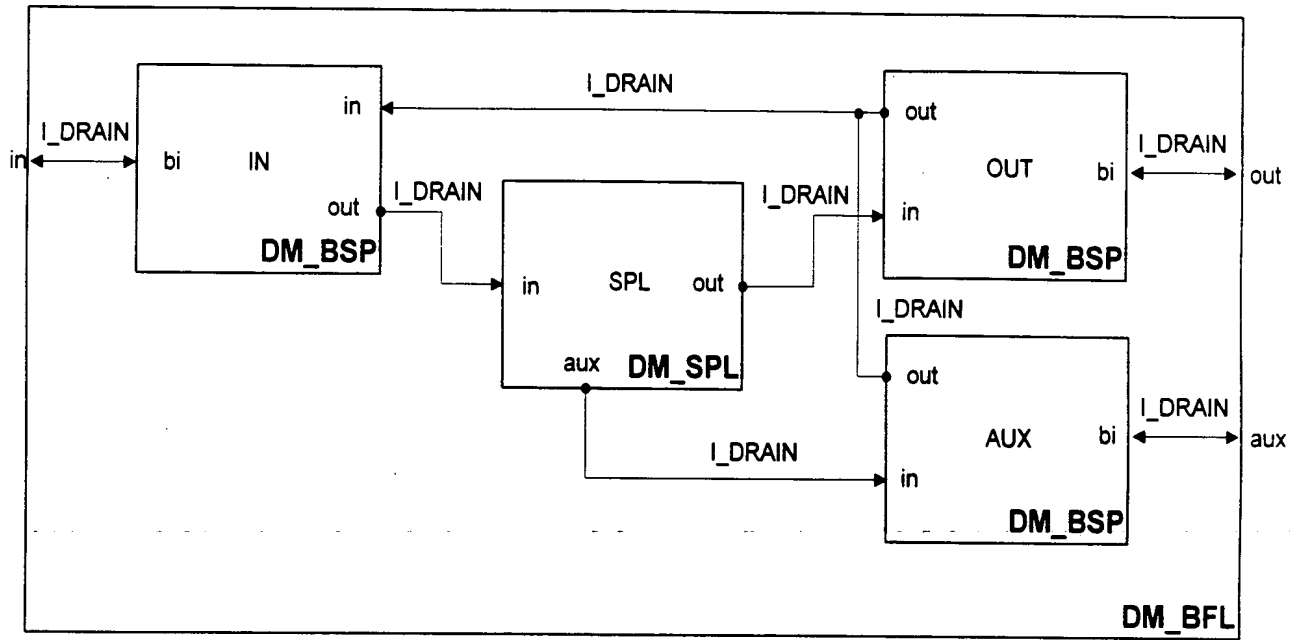 I_DRAIN
in
out
I_DRAIN
I_DRAIN
in
bi
IN
OUT
bi
out
I_DRAIN
I_DRAIN
out
in
DM_BSP
DM_BSP
in
SPL
out
I_DRAIN
aux
DM_SPL
out
I_DRAIN
AUX
bi
aux
I_DRAIN
in
DM_BSP
DM_BFL